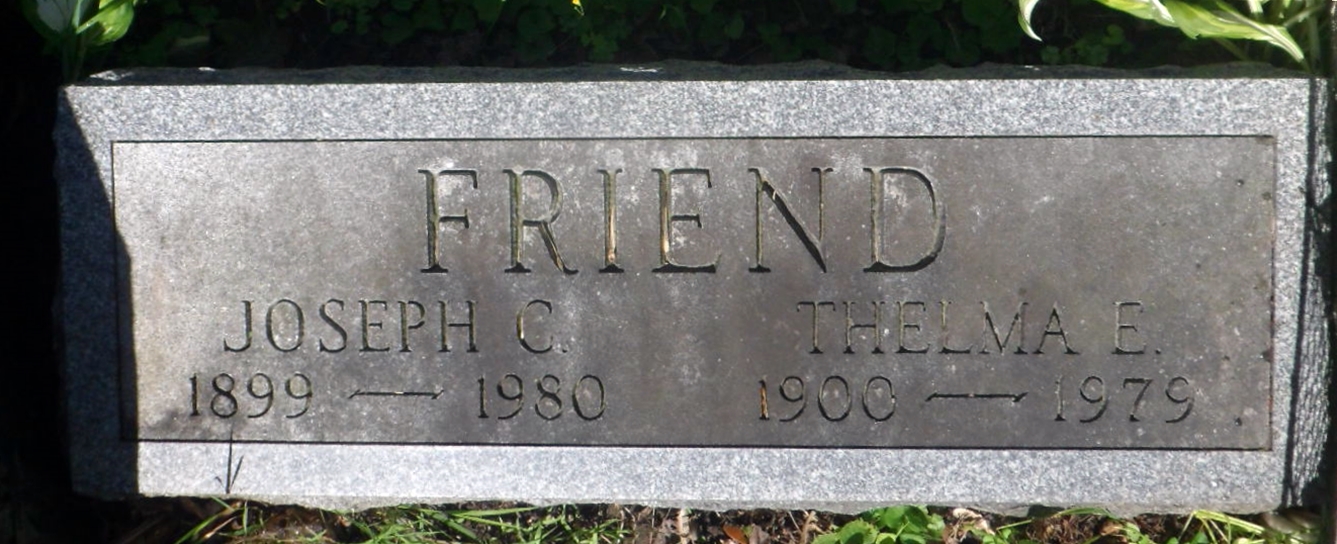 FRIEND
JOSEPH C. THELMA E.
1899 — 1980 1900 — 1979